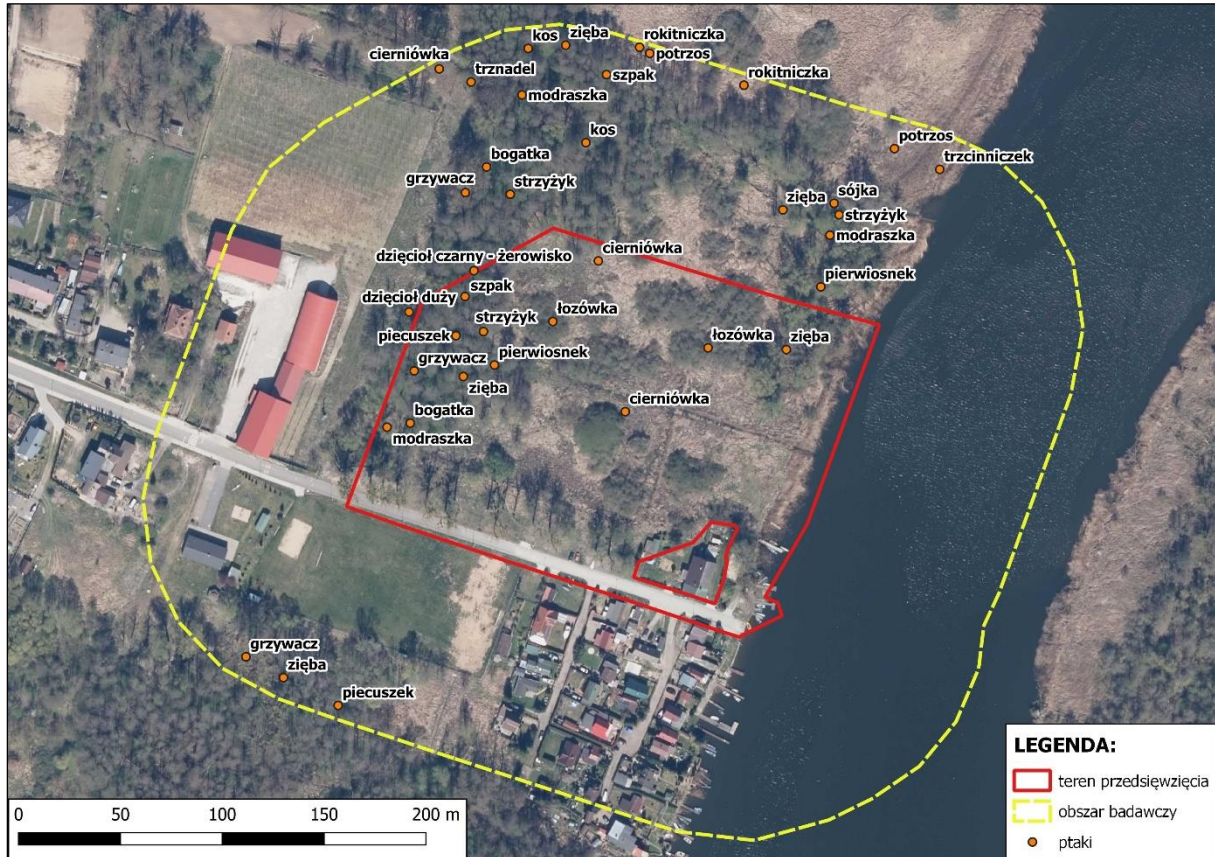 kos
zięba
rokitniczka
potrzos
cierniówka
trznadel
szpak
rokitniczka
modraszka
kos
potrzos
trzcinniczek
bogatka
grzywacz
strzyżyk
zięba
sójka
strzyżyk
modraszka
dzięcioł czarny - żerowisko
cierniówka
pierwiosnek
szpak
dzięcioł duży
łozówka
strzyżyk
piecuszek
łozówka
zięba
grzywacz
pierwiosnek
zięba
cierniówka
bogatka
modraszka
grzywacz
zięba
piecuszek
LEGENDA:
teren przedsięwzięcia
obszar badawczy
ptaki
0 50 100 150 200 m